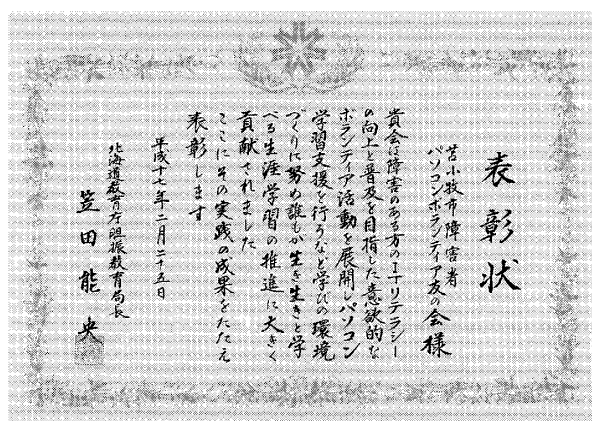 表彰状
苫小牧市障害者
パソコンボランティア友の会様
貴会は障害のある方のITリテラシー
の向上と普及を目指した意欲的な
ボランティア活動を展開しパソコン
学習支援を行うなど学びの環境
づくりに努め誰もが生き生きと学
べる生涯学習の推進に大きく
貢献されました
ここにその実践の成果をたたえ
表彰します
平成十七年二月二十五日
北海道教育庁胆振教育局長
笠田能央